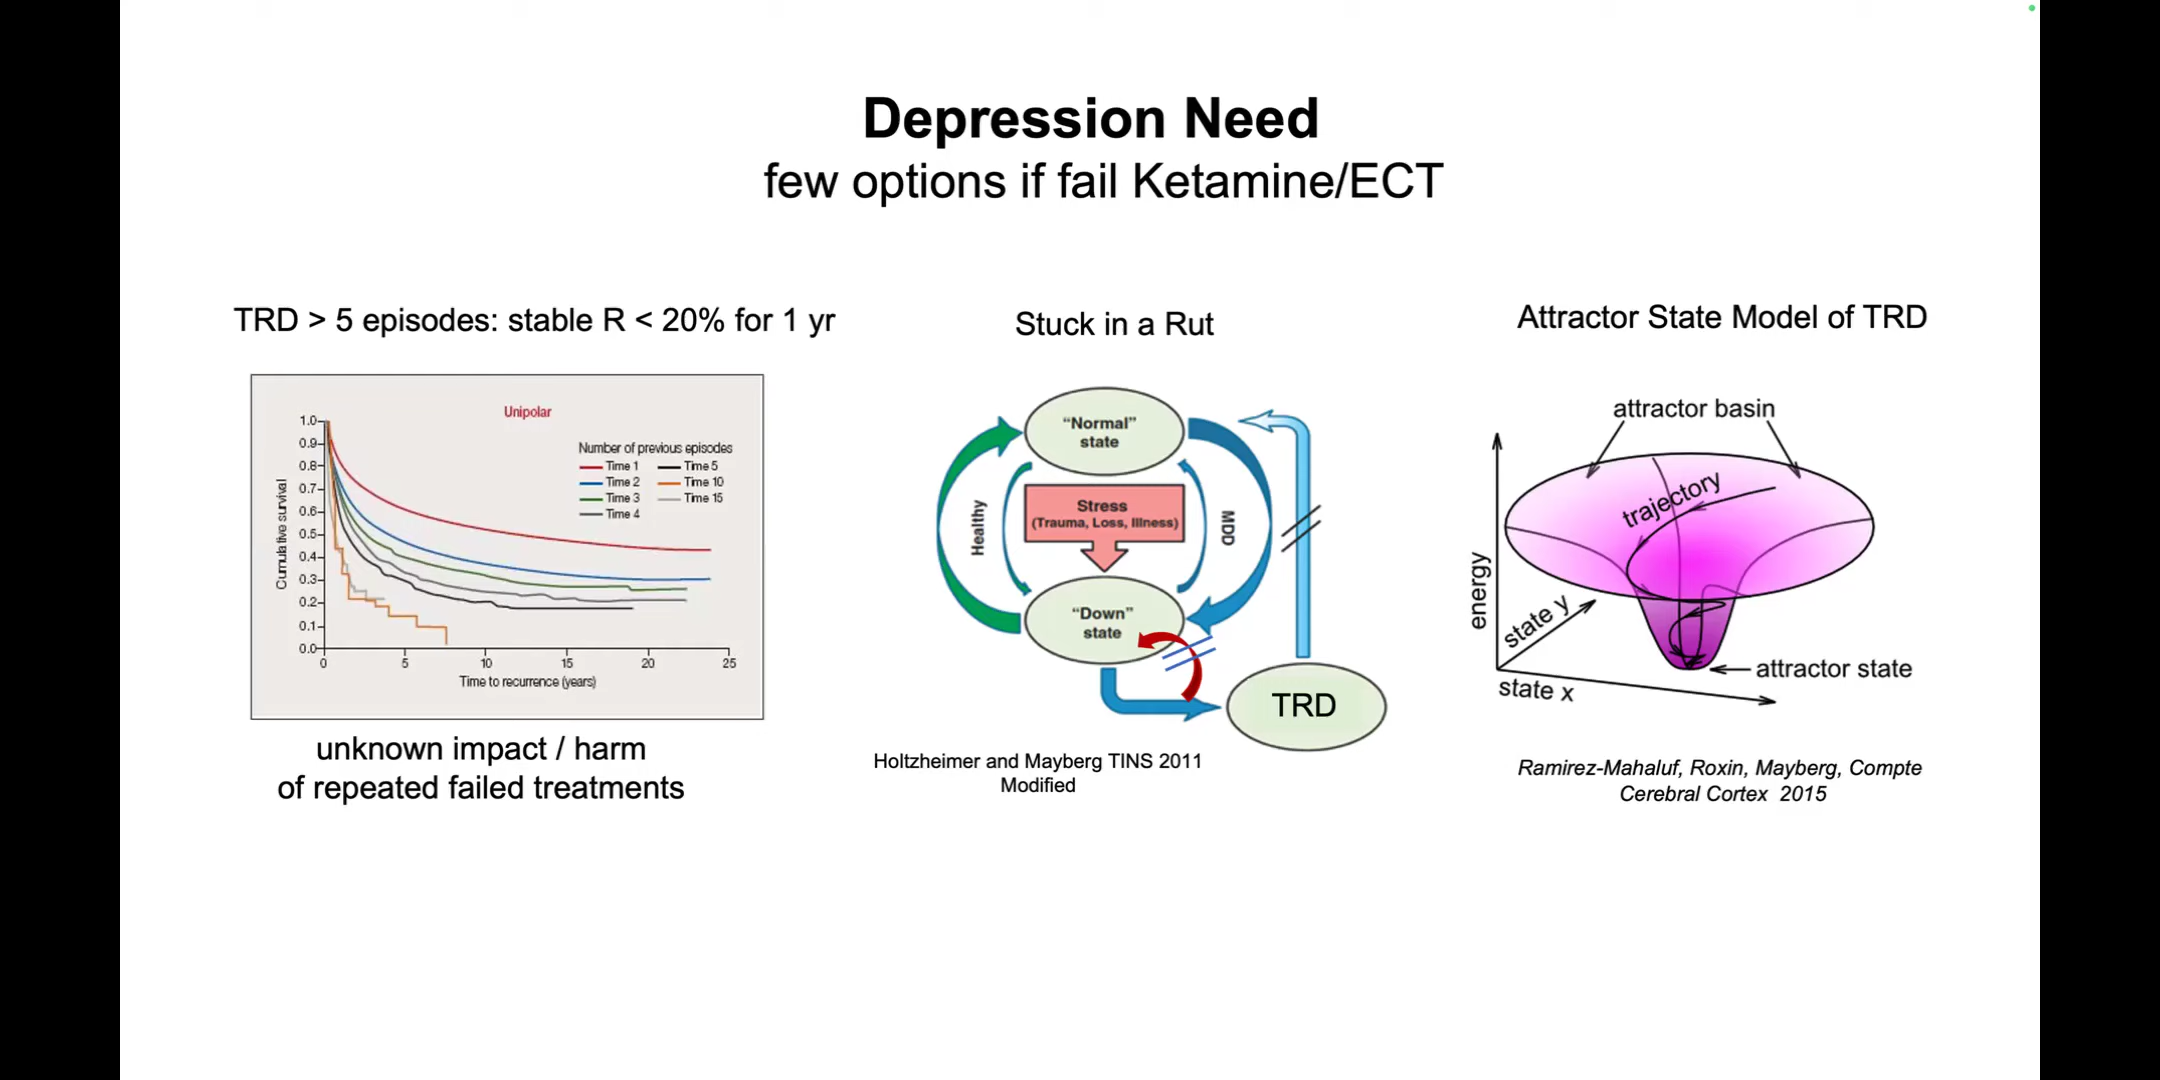 Depression Need
few options if fail Ketamine/ECT
TRD > 5 episodes: stable R < 20% for 1 yr
Unipolar
Number of previous episodes
Time 1
Time 2
Time 3
Time 4
Time 5
Time 10
Time 15
Cumulative survival
1.0
0.9
0.8
0.7
0.6
0.5
0.4
0.3
0.2
0.1
0.0
0
5
10
15
20
25
Time to recurrence (years)
unknown impact / harm
of repeated failed treatments
Stuck in a Rut
“Normal”
state
Healthy
Stress
(Trauma, Loss, Illness)
MDD
“Down”
state
TRD
Holtzheimer and Mayberg TINS 2011
Modified
Attractor State Model of TRD
attractor basin
trajectory
energy
state y
state x
attractor state
Ramirez-Mahaluf, Roxin, Mayberg, Compte
Cerebral Cortex 2015